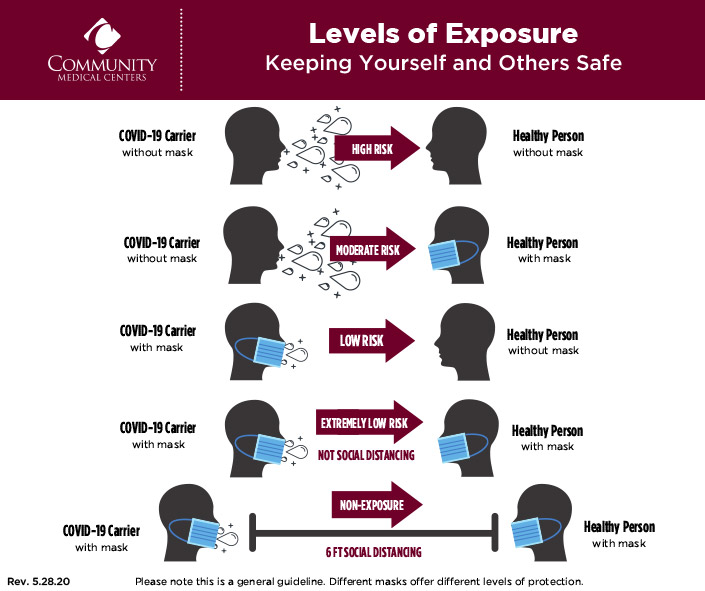 COMMUNITY
MEDICAL CENTERS
Levels of Exposure
Keeping Yourself and Others Safe
COVID-19 Carrier
without mask
HIGH RISK
Healthy Person
without mask
COVID-19 Carrier
without mask
MODERATE RISK
Healthy Person
with mask
COVID-19 Carrier
with mask
LOW RISK
Healthy Person
without mask
COVID-19 Carrier
with mask
EXTREMELY LOW RISK
NOT SOCIAL DISTANCING
Healthy Person
with mask
COVID-19 Carrier
with mask
NON-EXPOSURE
6 FT SOCIAL DISTANCING
Healthy Person
with mask
Rev. 5.28.20
Please note this is a general guideline. Different masks offer different levels of protection.